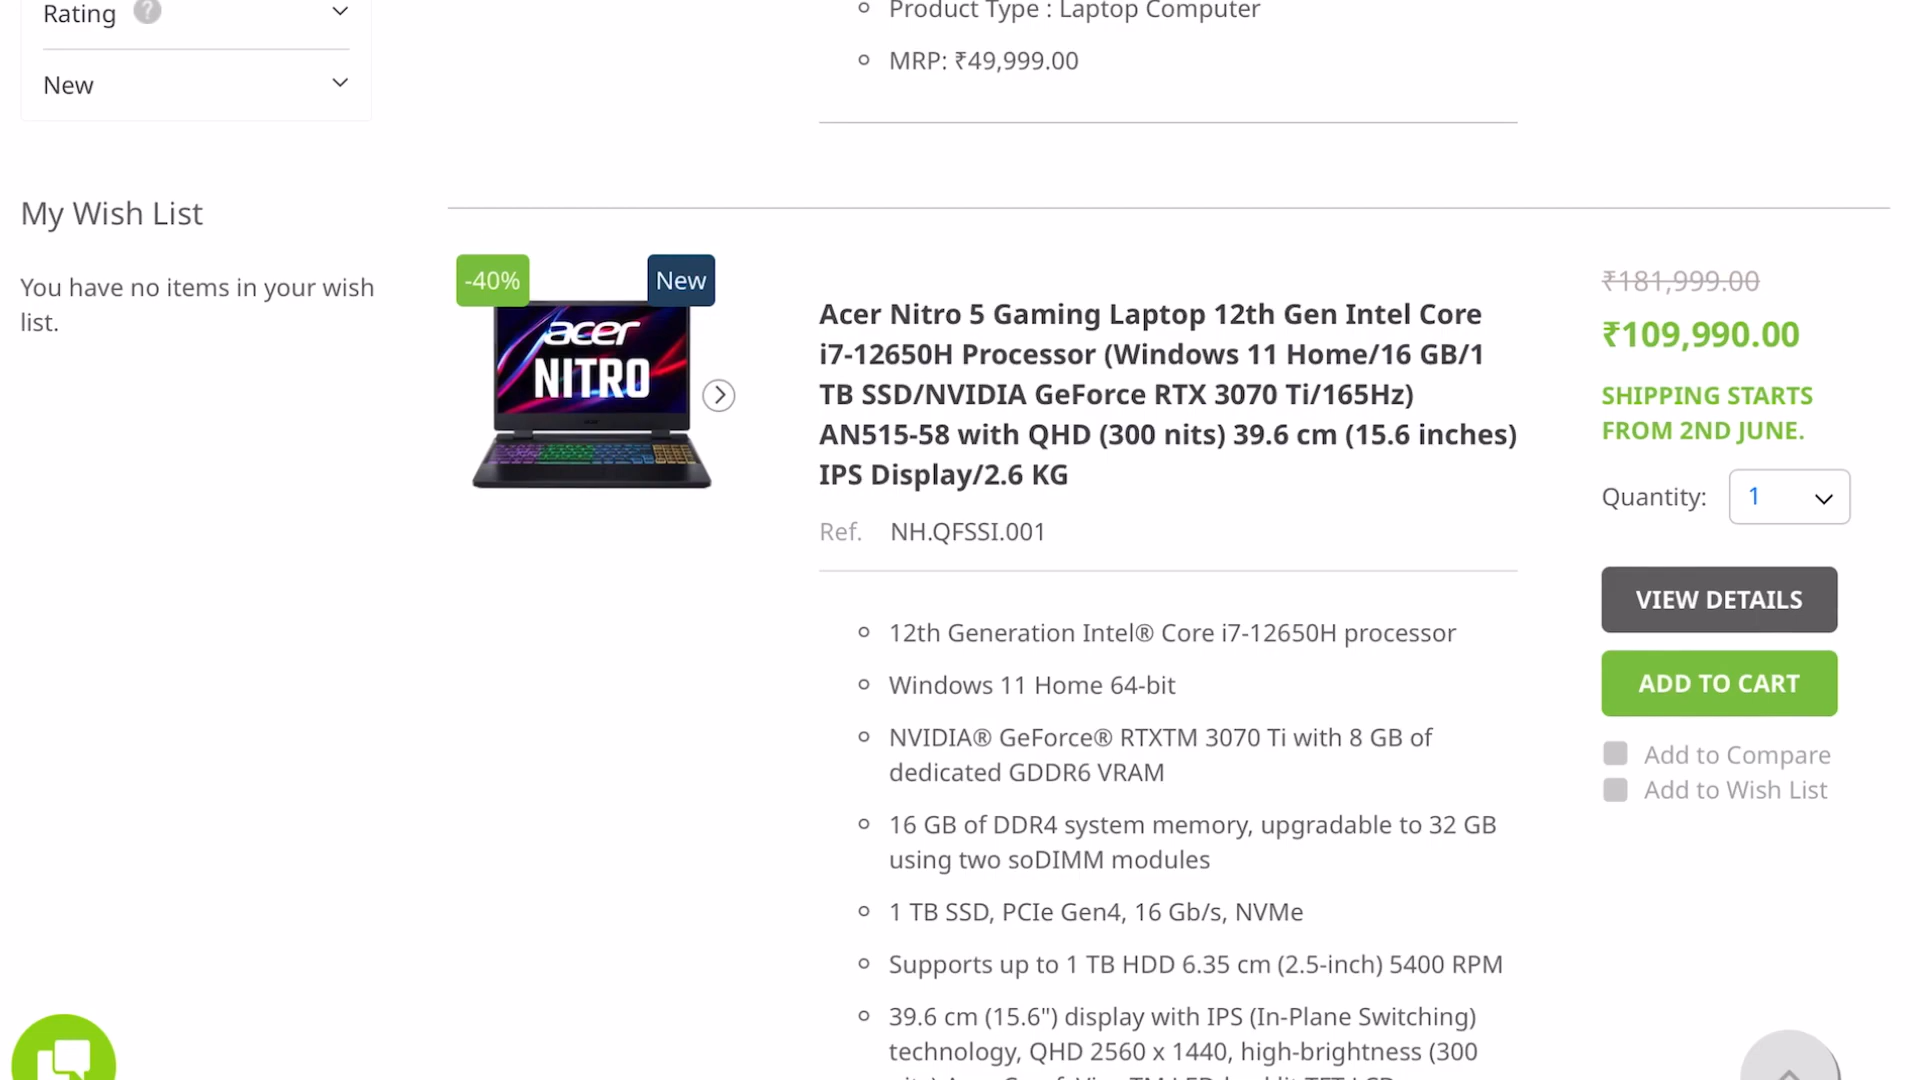 Rating ?
New
My Wish List
You have no items in your wish
list.
Product Type : Laptop Computer
MRP: ₹49,999.00
-40%
New
acer
NITRO
Acer Nitro 5 Gaming Laptop 12th Gen Intel Core
i7-12650H Processor (Windows 11 Home/16 GB/1
TB SSD/NVIDIA GeForce RTX 3070 Ti/165Hz)
AN515-58 with QHD (300 nits) 39.6 cm (15.6 inches)
IPS Display/2.6 KG
Ref. NH.QFSSI.001
12th Generation Intel® Core i7-12650H processor
Windows 11 Home 64-bit
NVIDIA® GeForce® RTXTM 3070 Ti with 8 GB of
dedicated GDDR6 VRAM
16 GB of DDR4 system memory, upgradable to 32 GB
using two soDIMM modules
1 TB SSD, PCIe Gen4, 16 Gb/s, NVMe
Supports up to 1 TB HDD 6.35 cm (2.5-inch) 5400 RPM
39.6 cm (15.6") display with IPS (In-Plane Switching)
technology, QHD 2560 x 1440, high-brightness (300
₹181,999.00
₹109,990.00
SHIPPING STARTS
FROM 2ND JUNE.
Quantity: 1
VIEW DETAILS
ADD TO CART
Add to Compare
Add to Wish List